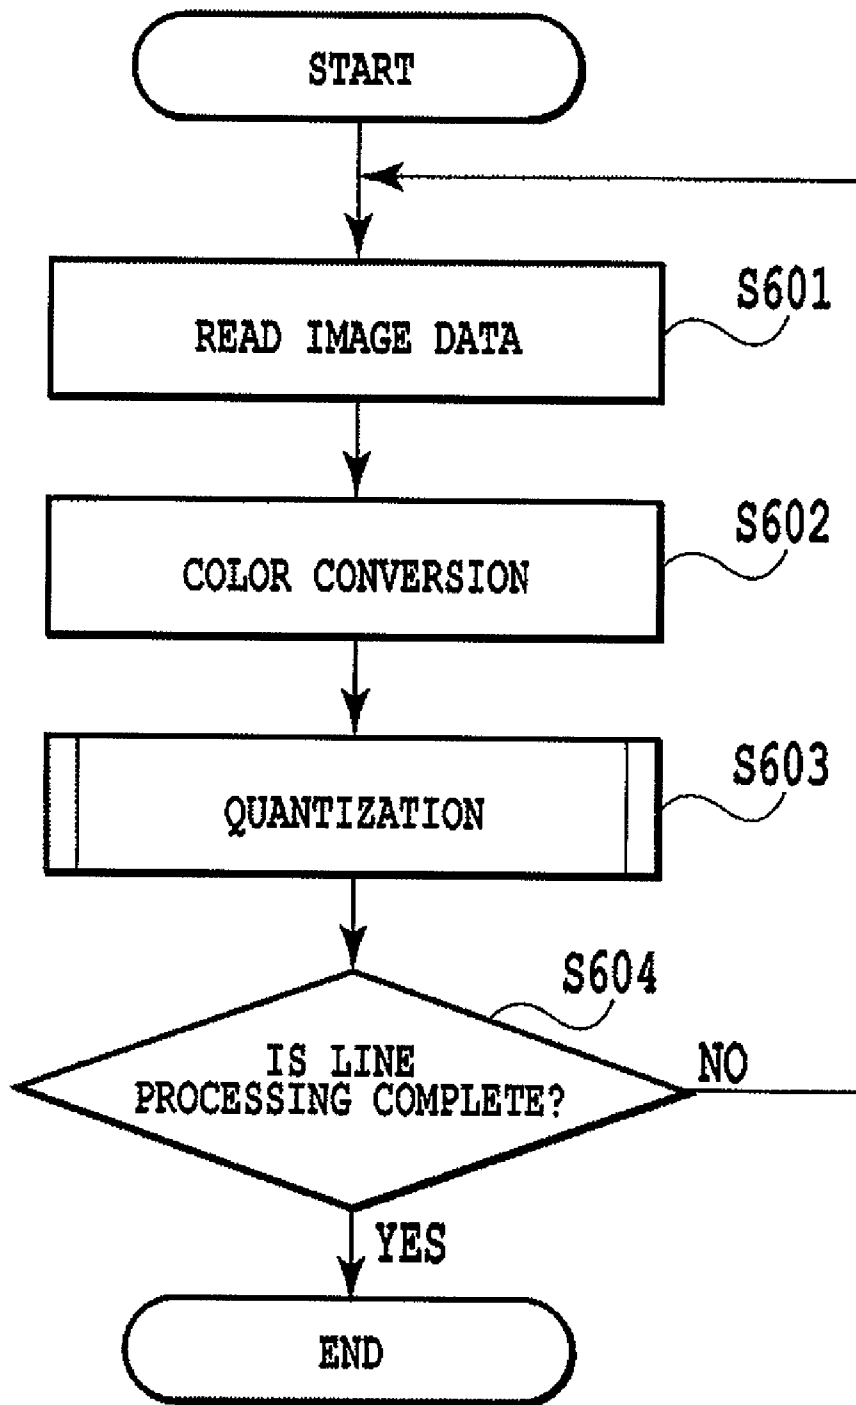 START
READ IMAGE DATA
S601
COLOR CONVERSION
S602
QUANTIZATION
S603
S604
IS LINE
PROCESSING COMPLETE?
NO
YES
END